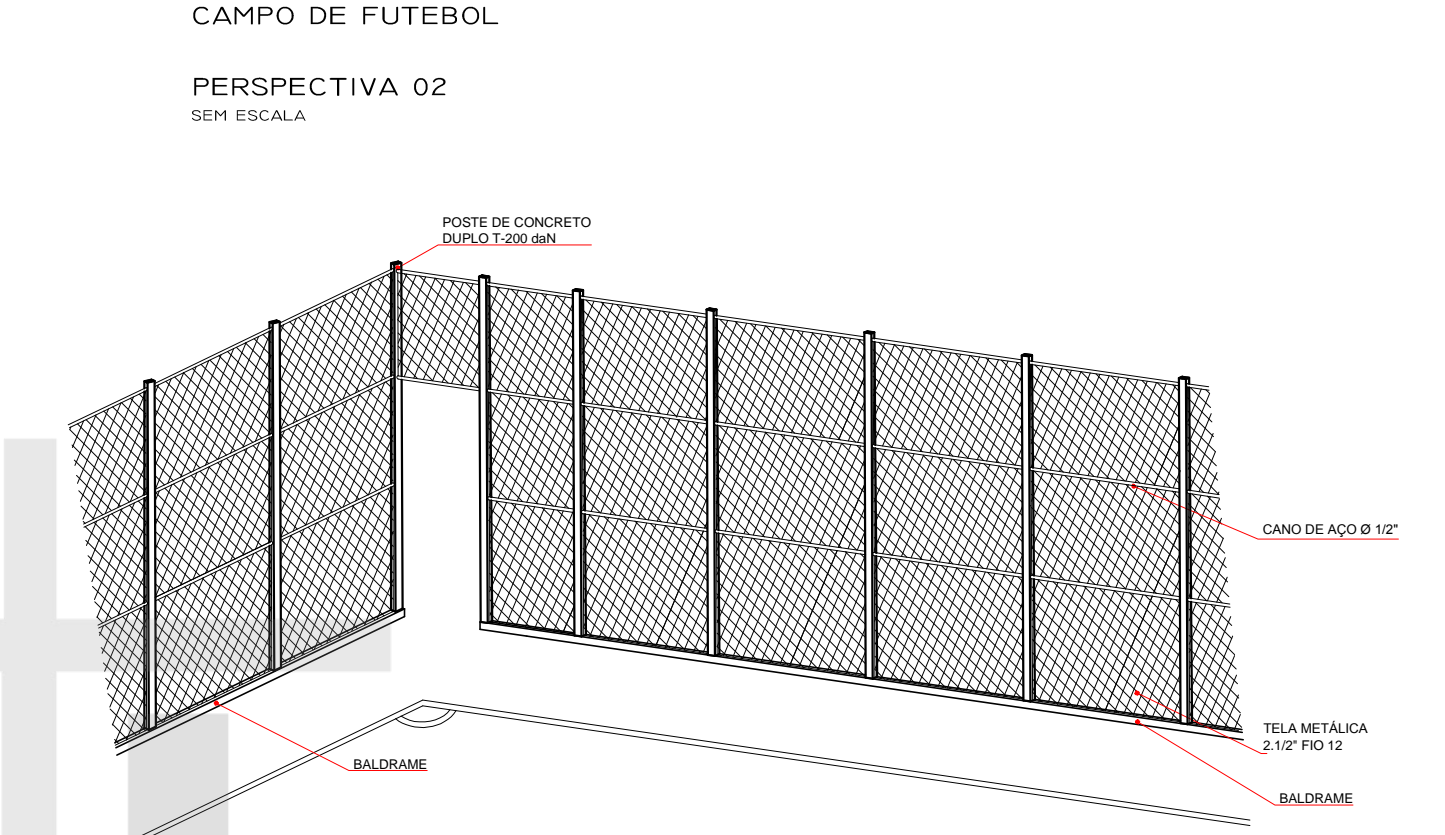 CAMPO DE FUTEBOL
PERSPECTIVA 02
SEM ESCALA
POSTE DE CONCRETO
DUPLO T-200 daN
CANO DE AÇO Ø 1/2"
TELA METÁLICA
2.1/2" FIO 12
BALDRAME
BALDRAME